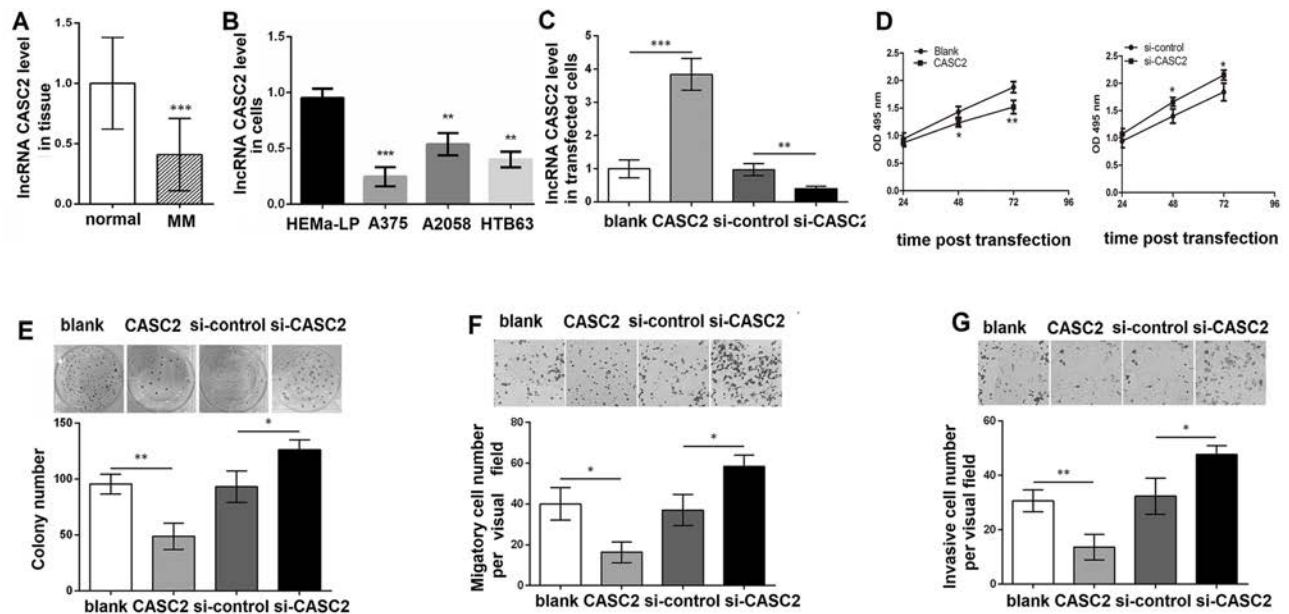 A
lncRNA CASC2 level
in tissue
1.5
1.0
0.5
0.0
***
normal
MM
B
lncRNA CASC2 level
in cells
1.5
1.0
0.5
0.0
***
**
**
HEMa-LP
A375
A2058
HTB63
C
lncRNA CASC2 level
in transfected cells
6
5
4
3
2
1
0
***
**
blank
CASC2
si-control
si-CASC2
D
OD 495 nm
2.5
2.0
1.5
1.0
0.5
0.0
Blank
CASC2
*
**
24
48
72
96
time post transfection
OD 495 nm
2.5
2.0
1.5
1.0
0.5
0.0
si-control
si-CASC2
*
*
24
48
72
96
time post transfection
E
blank
CASC2
si-control
si-CASC2
Colony number
150
100
50
0
**
*
blank
CASC2
si-control
si-CASC2
F
blank
CASC2
si-control
si-CASC2
Migatory cell number
per visual field
80
60
40
20
0
*
*
blank
CASC2
si-control
si-CASC2
G
blank
CASC2
si-control
si-CASC2
Invasive cell number
per visual field
60
40
20
0
**
*
blank
CASC2
si-control
si-CASC2